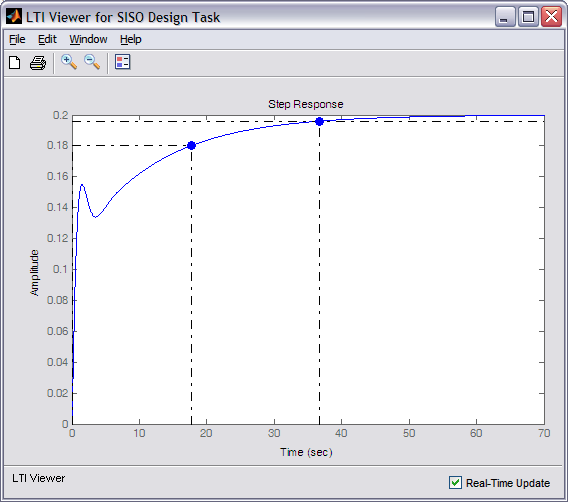 LTI Viewer for SISO Design Task
File Edit Window Help
Step Response
0.2
0.18
0.16
0.14
0.12
0.1
0.08
0.06
0.04
0.02
0
Amplitude
0 10 20 30 40 50 60 70
Time (sec)
LTI Viewer
Real-Time Update